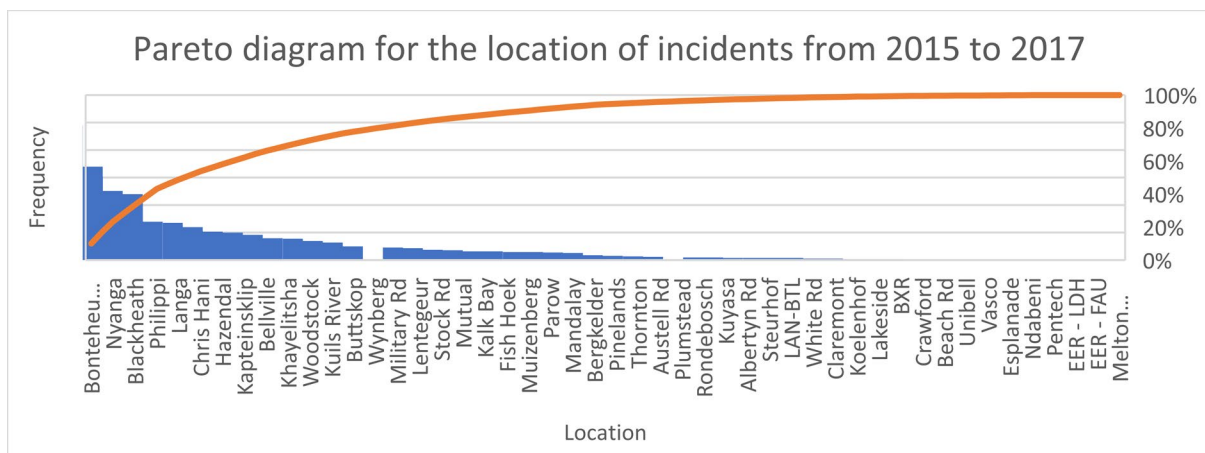 Pareto diagram for the location of incidents from 2015 to 2017
Frequency
100%
80%
60%
40%
20%
0%
Bonteheu...
Nyanga
Blackheath
Philippi
Langa
Chris Hani
Hazendal
Kapteinsklip
Bellville
Khayelitsha
Woodstock
Kuils River
Buttskop
Wynberg
Military Rd
Lentegeur
Stock Rd
Mutual
Kalk Bay
Fish Hoek
Muizenberg
Parow
Mandalay
Bergkelder
Pinelands
Thornton
Austell Rd
Plumstead
Rondebosch
Kuyasa
Albertyn Rd
Steurhof
LAN-BTL
White Rd
Claremont
Koelenhof
Lakeside
BXR
Crawford
Beach Rd
Unibell
Vasco
Esplanade
Ndabeni
Pentech
EER - LDH
EER - FAU
Melton...
Location